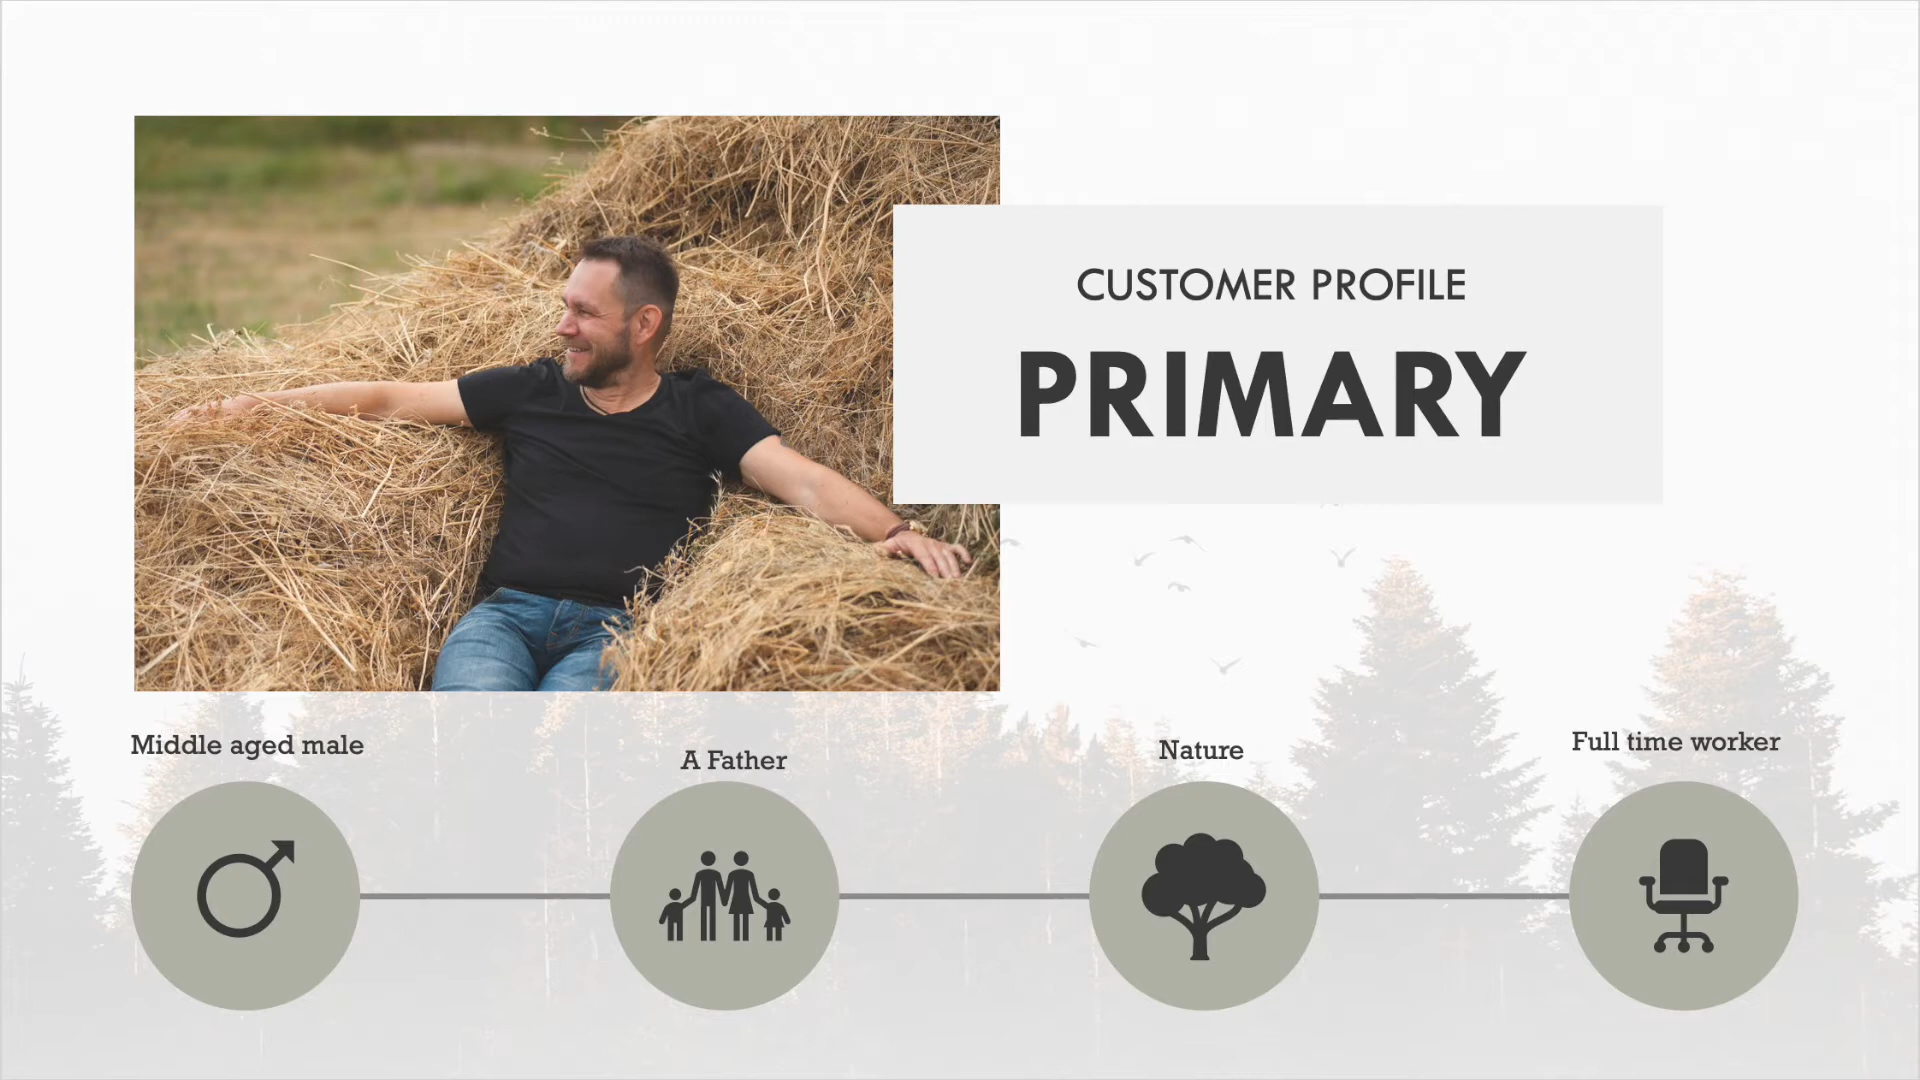 CUSTOMER PROFILE
PRIMARY
Middle aged male
A Father
Nature
Full time worker